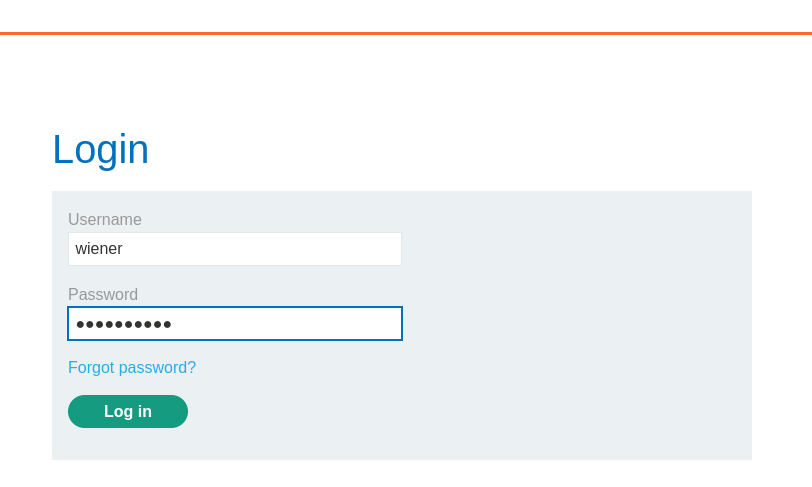 Login
Username
wiener
Password
●●●●●●●●●●
Forgot password?
Log in